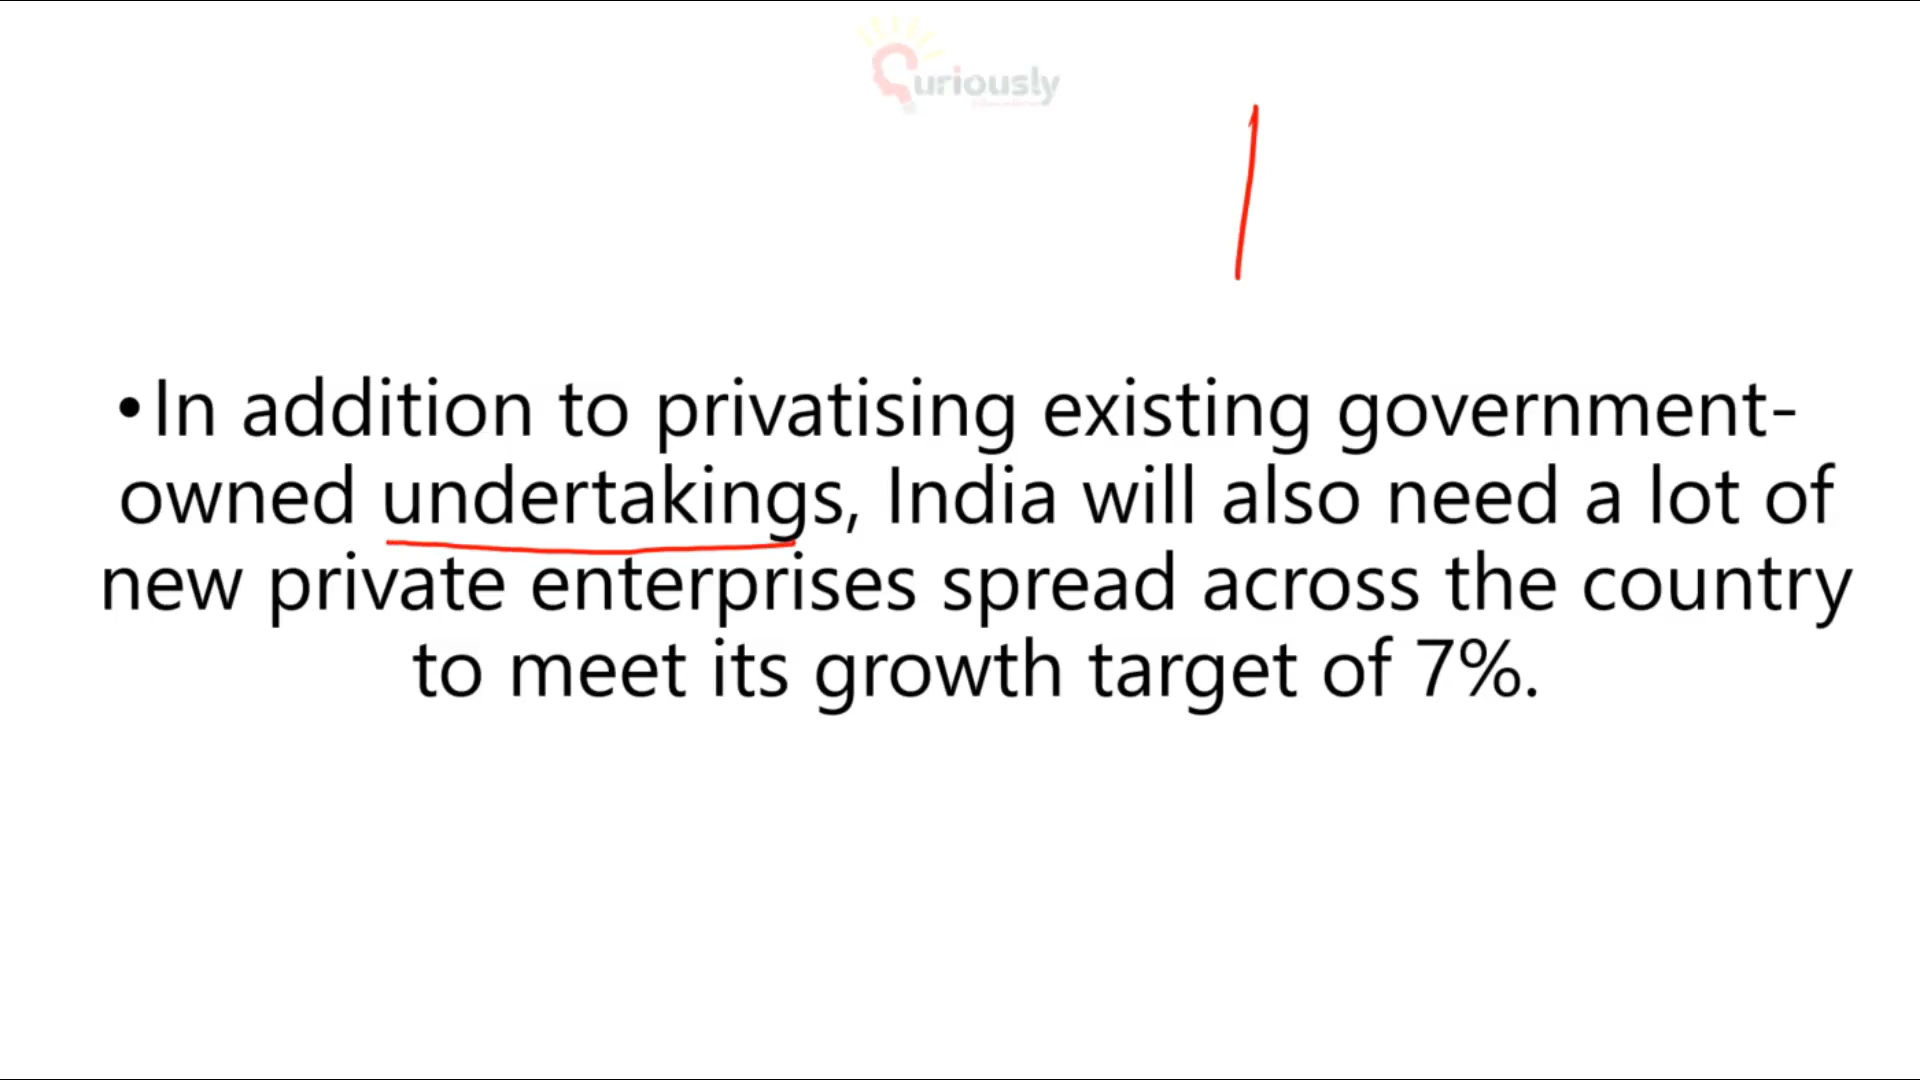 Curiously
•In addition to privatising existing government-
owned undertakings, India will also need a lot of
new private enterprises spread across the country
to meet its growth target of 7%.